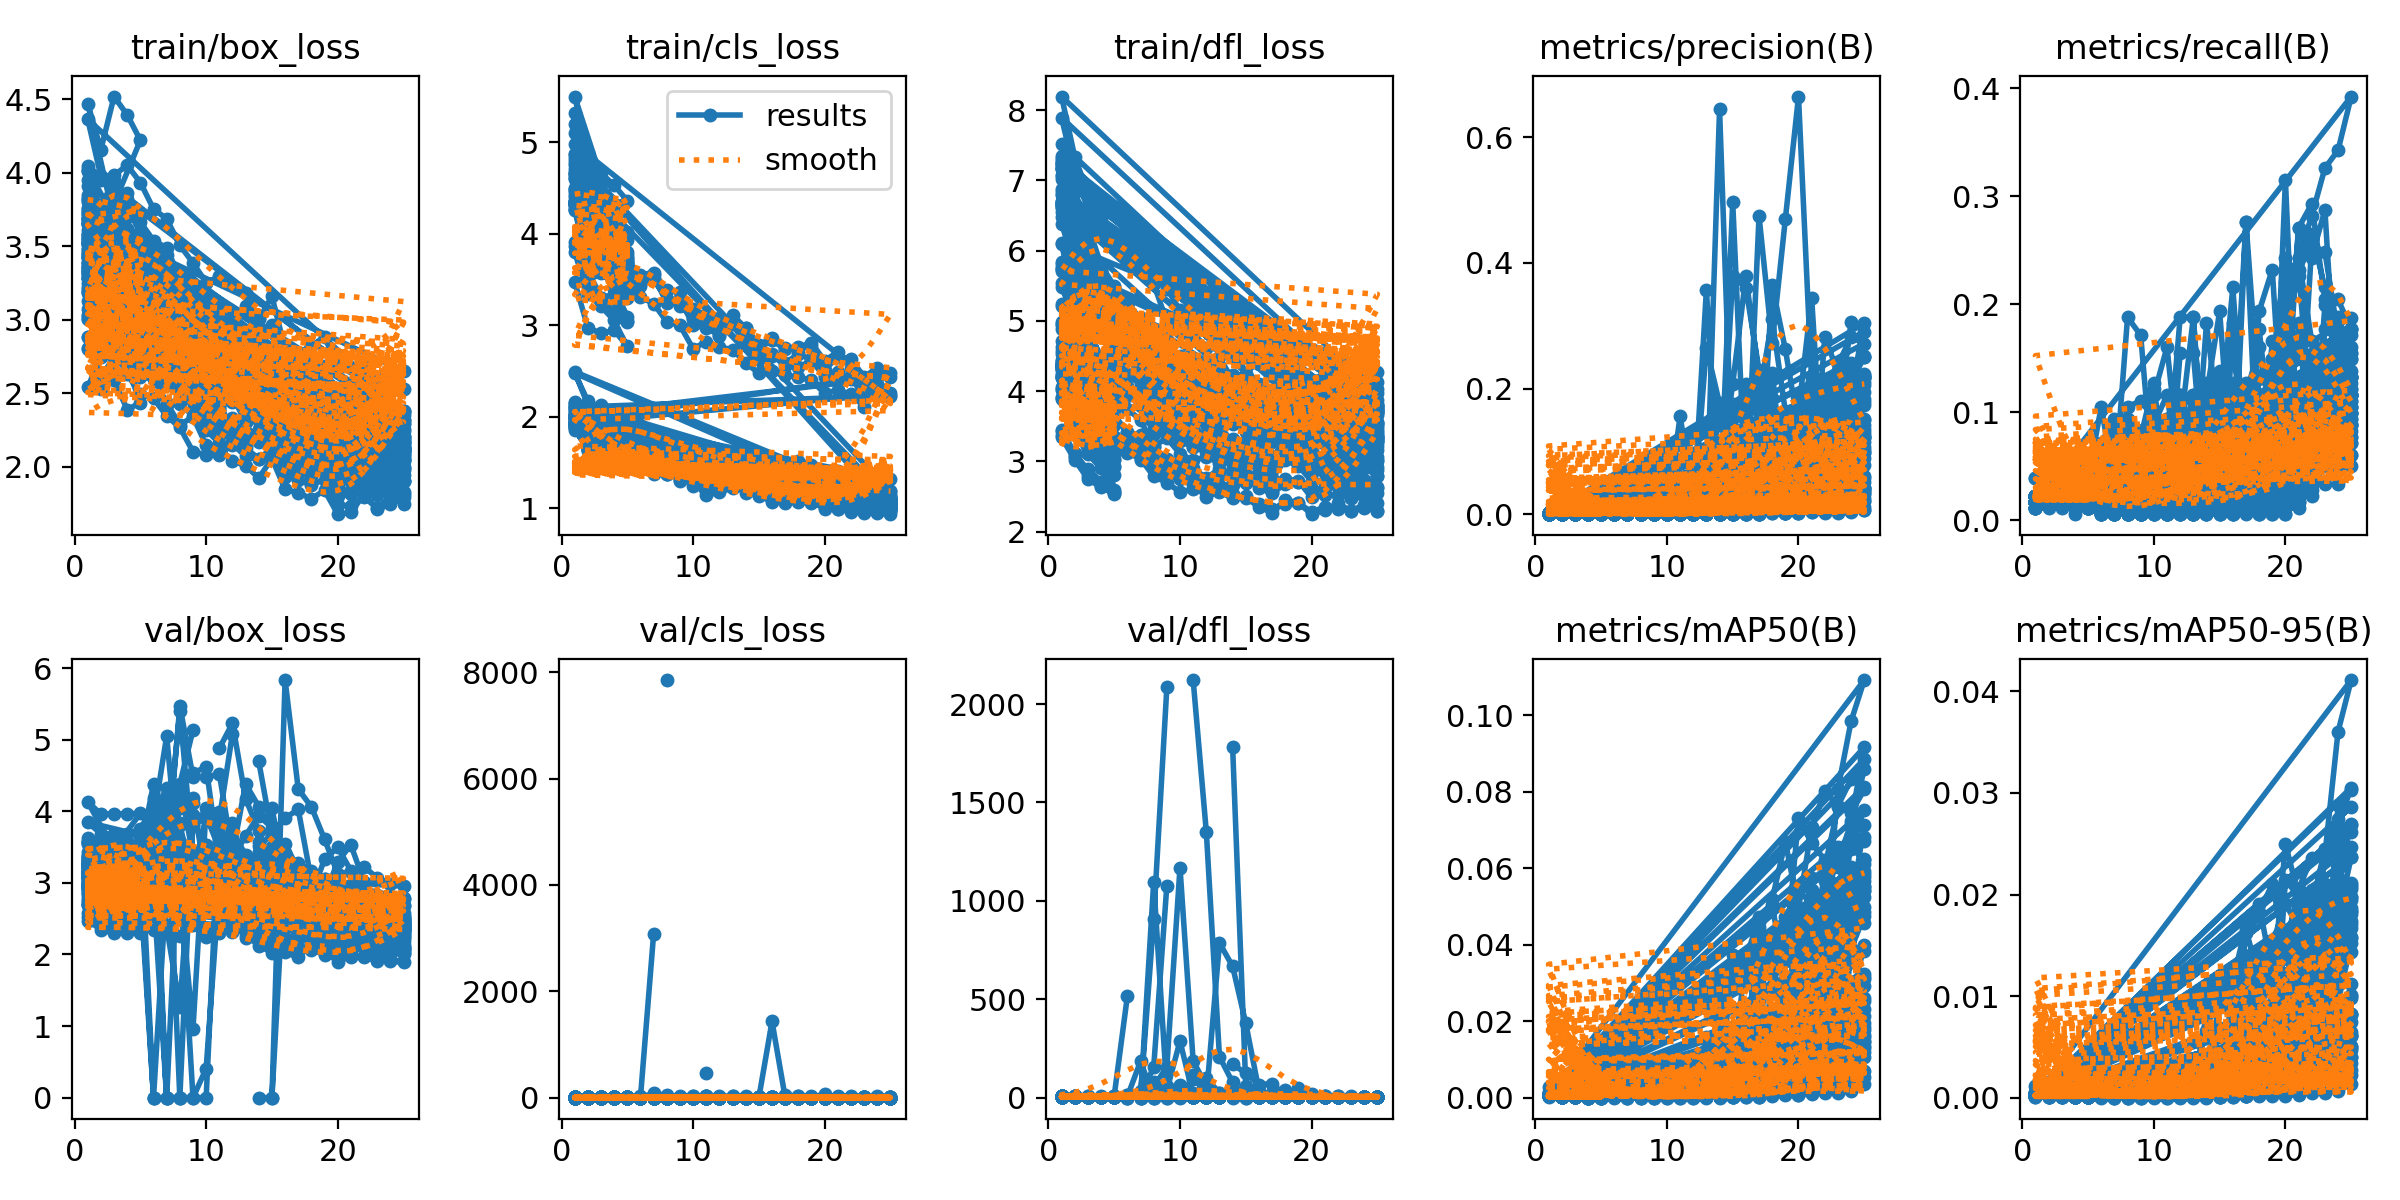 train/box_loss
4.5
4.0
3.5
3.0
2.5
2.0
0 10 20
train/cls_loss
results
smooth
5
4
3
2
1
0 10 20
train/dfl_loss
8
7
6
5
4
3
2
0 10 20
metrics/precision(B)
0.6
0.4
0.2
0.0
0 10 20
metrics/recall(B)
0.4
0.3
0.2
0.1
0.0
0 10 20
val/box_loss
6
5
4
3
2
1
0
0 10 20
val/cls_loss
8000
6000
4000
2000
0
0 10 20
val/dfl_loss
2000
1500
1000
500
0
0 10 20
metrics/mAP50(B)
0.10
0.08
0.06
0.04
0.02
0.00
0 10 20
metrics/mAP50-95(B)
0.04
0.03
0.02
0.01
0.00
0 10 20